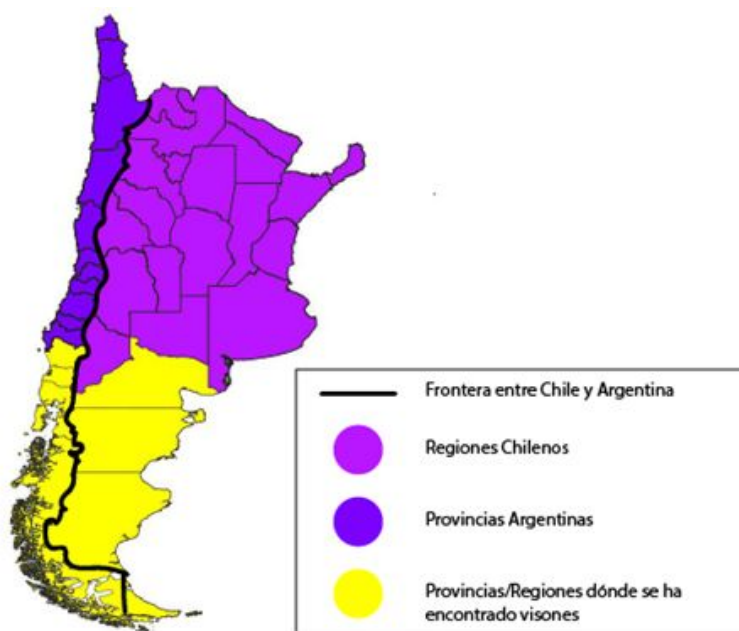 Frontera entre Chile y Argentina
Regiones Chilenos
Provincias Argentinas
Provincias/Regiones dónde se ha
encontrado visones